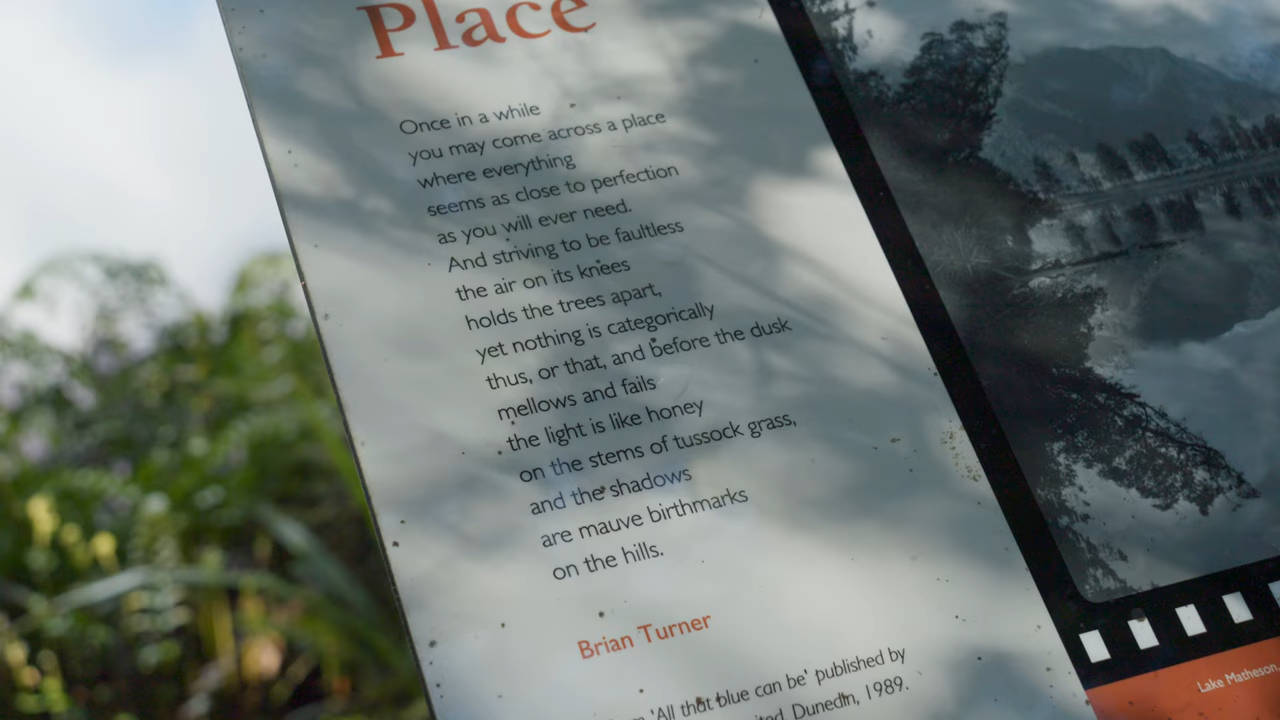 Place
Once in a while
you may come across a place
where everything
seems as close to perfection
as you will ever need.
And striving to be faultless
the air on its knees
holds the trees apart,
yet nothing is categorically
thus, or that, and before the dusk
mellows and fails
the light is like honey
on the stems of tussock grass,
and the shadows
are mauve birthmarks
on the hills.
Brian Turner
'All that blue can be' published by
Dunedin, 1989.
Lake Matheson,